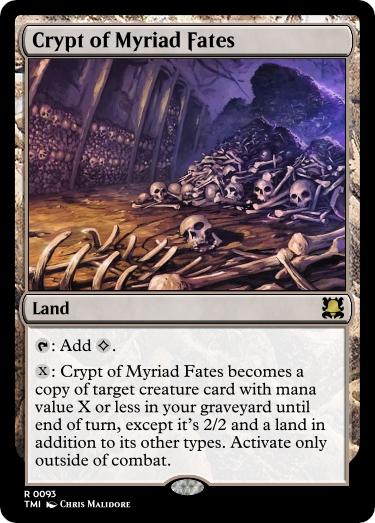 Crypt of Myriad Fates
Land
: Add .
X: Crypt of Myriad Fates becomes a
copy of target creature card with mana
value X or less in your graveyard until
end of turn, except it's 2/2 and a land in
addition to its other types. Activate only
outside of combat.
R 0093
TMI Chris Malidore